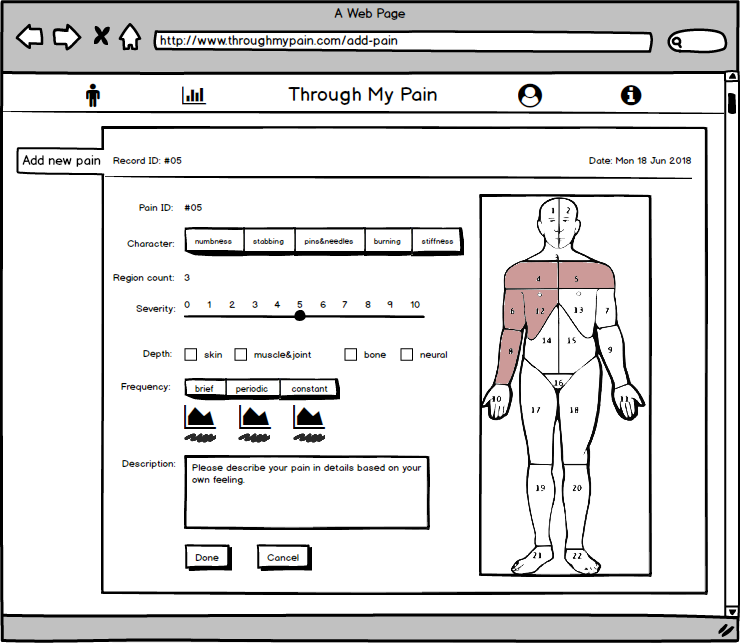 A Web Page
http://www.throughmypain.com/add-pain
Through My Pain
Add new pain
Record ID: #05
Date: Mon 18 Jun 2018
Pain ID: #05
Character: numbness stabbing pins&needles burning stiffness
Region count: 3
Severity: 0 1 2 3 4 5 6 7 8 9 10
Depth: skin muscle&joint bone neural
Frequency: brief periodic constant
Description: Please describe your pain in details based on your
own feeling.
Done Cancel
1 2
3
4 5
6 12 13 7
14 15
8 9
16
10 11
17 18
19 20
21 22